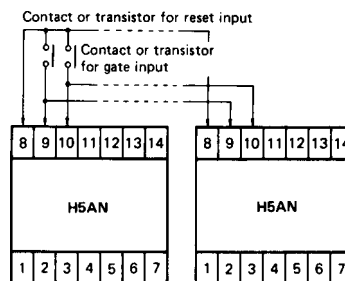 Contact or transistor for reset input
Contact or transistor
for gate input
8 9 10 11 12 13 14
8 9 10 11 12 13 14
H5AN
H5AN
1 2 3 4 5 6 7
1 2 3 4 5 6 7